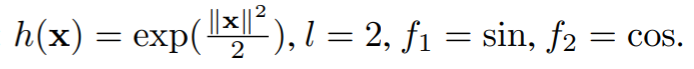 h(x) = exp(‖x‖²/2), l = 2, f₁ = sin, f₂ = cos.